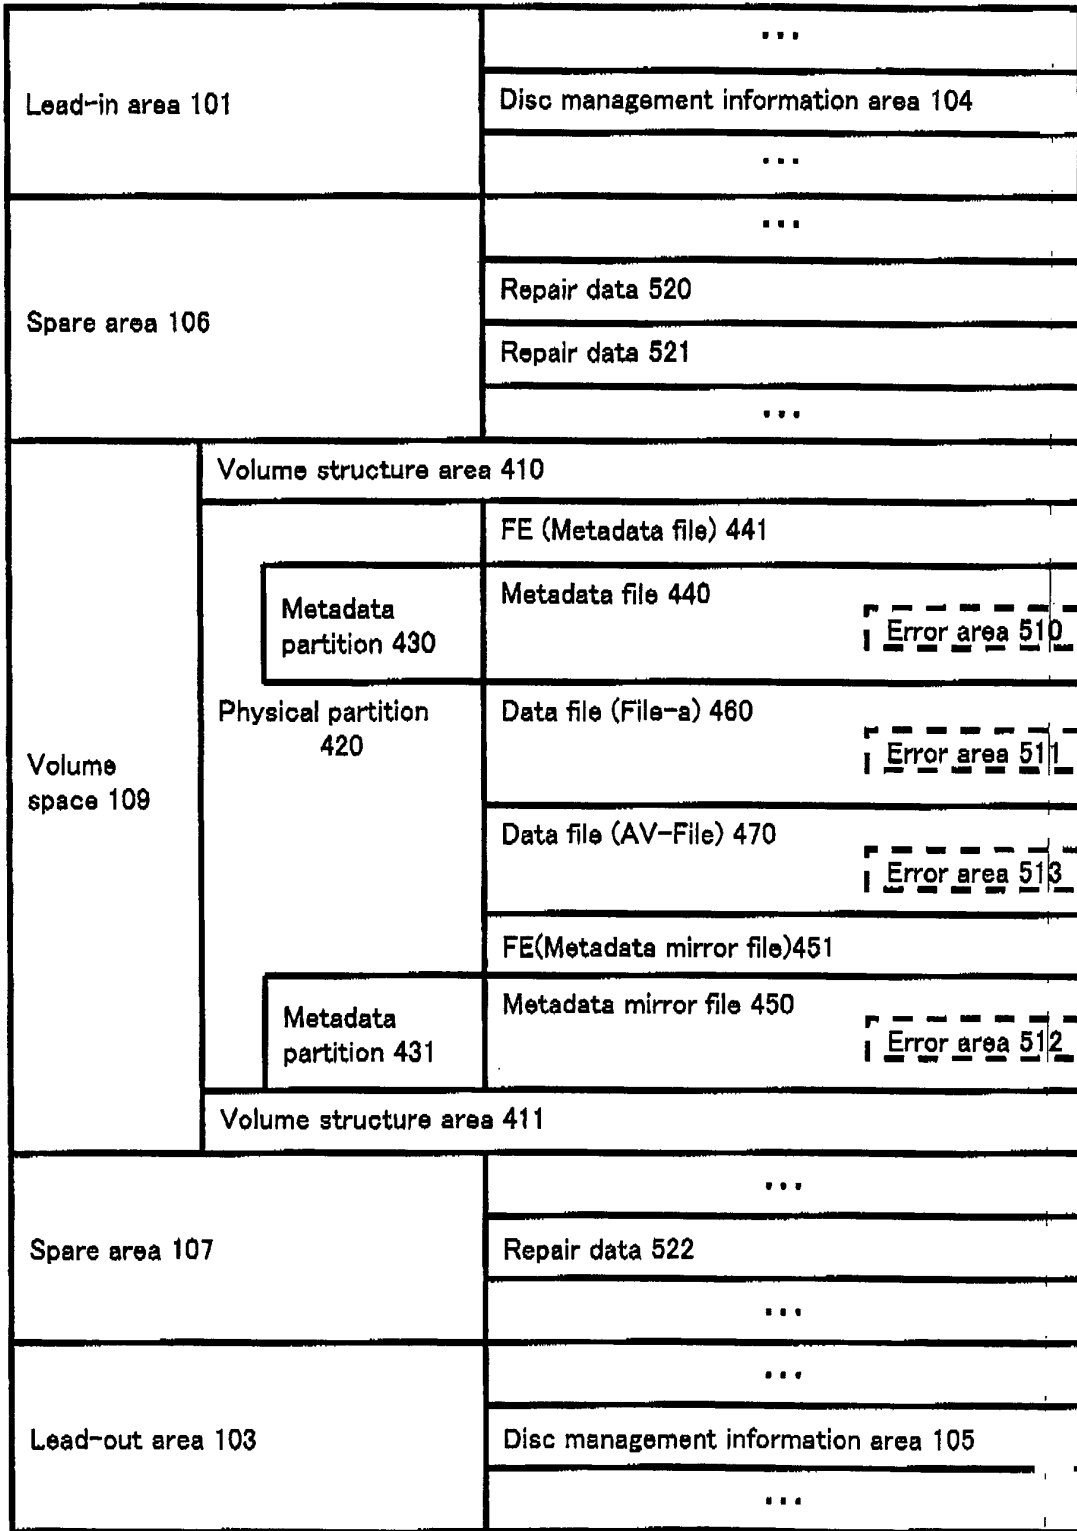 ...
Lead-in area 101
Disc management information area 104
...
...
Repair data 520
Spare area 106
Repair data 521
...
Volume structure area 410
FE (Metadata file) 441
Metadata file 440
Metadata
partition 430
Error area 510
Physical partition
420
Data file (File-a) 460
Error area 511
Volume
space 109
Data file (AV-File) 470
Error area 513
FE(Metadata mirror file)451
Metadata mirror file 450
Metadata
partition 431
Error area 512
Volume structure area 411
...
Spare area 107
Repair data 522
...
...
Lead-out area 103
Disc management information area 105
...